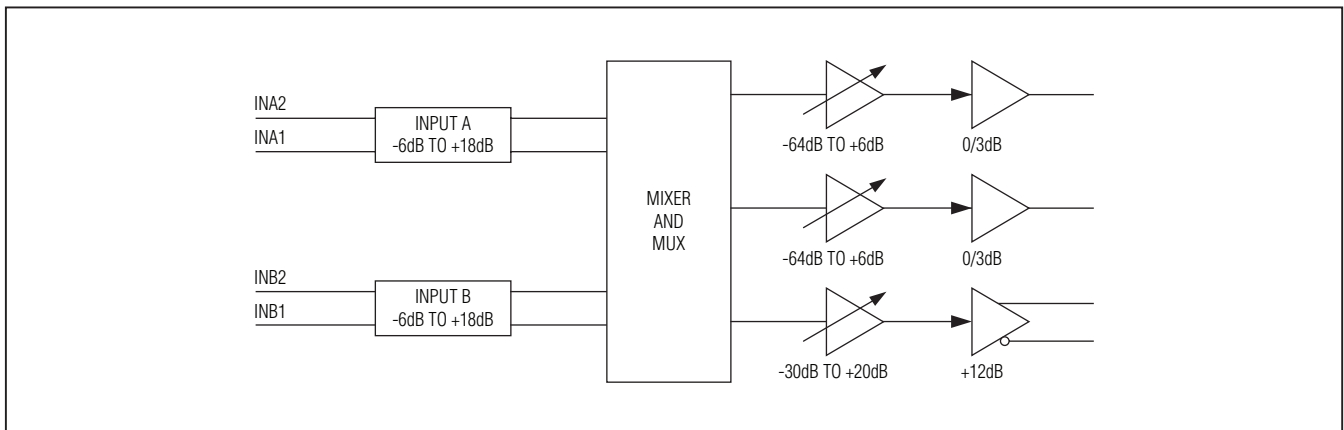 INA2
INA1
INPUT A
-6dB TO +18dB
INB2
INB1
INPUT B
-6dB TO +18dB
MIXER
AND
MUX
-64dB TO +6dB
0/3dB
-64dB TO +6dB
0/3dB
-30dB TO +20dB
+12dB